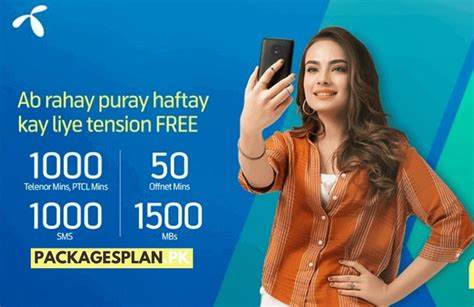 Ab rahay puray haftay
kay liye tension FREE
1000
Telenor Mins, PTCL Mins
50
Offnet Mins
1000
SMS
1500
MBs
PACKAGESPLAN PK